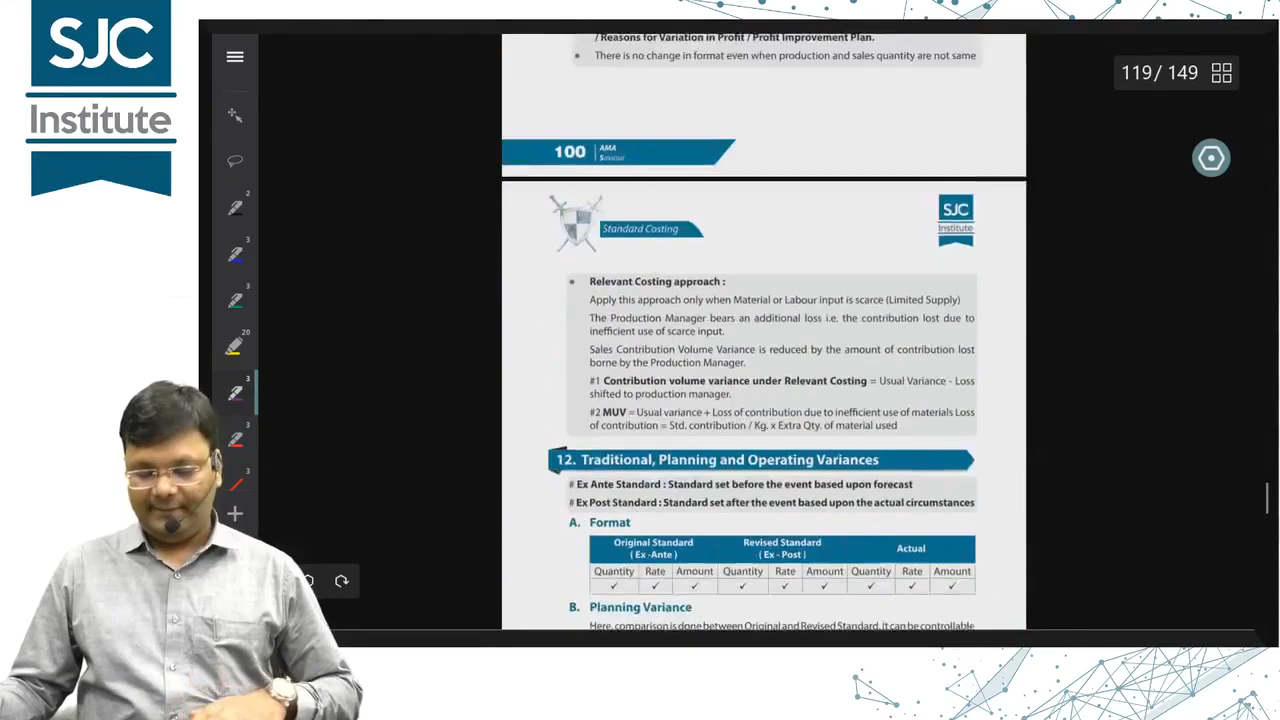 SJC
Institute
119/ 149
/ Reasons for Variation in Profit / Profit Improvement Plan.
• There is no change in format even when production and sales quantity are not same
100 AMA
Saviour
Standard Costing
SJC
Institute
• Relevant Costing approach :
Apply this approach only when Material or Labour input is scarce (Limited Supply)
The Production Manager bears an additional loss i.e. the contribution lost due to
inefficient use of scarce input.
Sales Contribution Volume Variance is reduced by the amount of contribution lost
borne by the Production Manager.
#1 Contribution volume variance under Relevant Costing = Usual Variance - Loss
shifted to production manager.
#2 MUV = Usual variance + Loss of contribution due to inefficient use of materials Loss
of contribution = Std. contribution / Kg. x Extra Qty. of material used
12. Traditional, Planning and Operating Variances
# Ex Ante Standard : Standard set before the event based upon forecast
# Ex Post Standard : Standard set after the event based upon the actual circumstances
A. Format
Original Standard Revised Standard Actual
( Ex -Ante ) ( Ex - Post )
Quantity Rate Amount Quantity Rate Amount Quantity Rate Amount
✓ ✓ ✓ ✓ ✓ ✓ ✓ ✓ ✓
B. Planning Variance
Here, comparison is done between Original and Revised Standard. It can be controllable
2
3
3
20
3
3
3